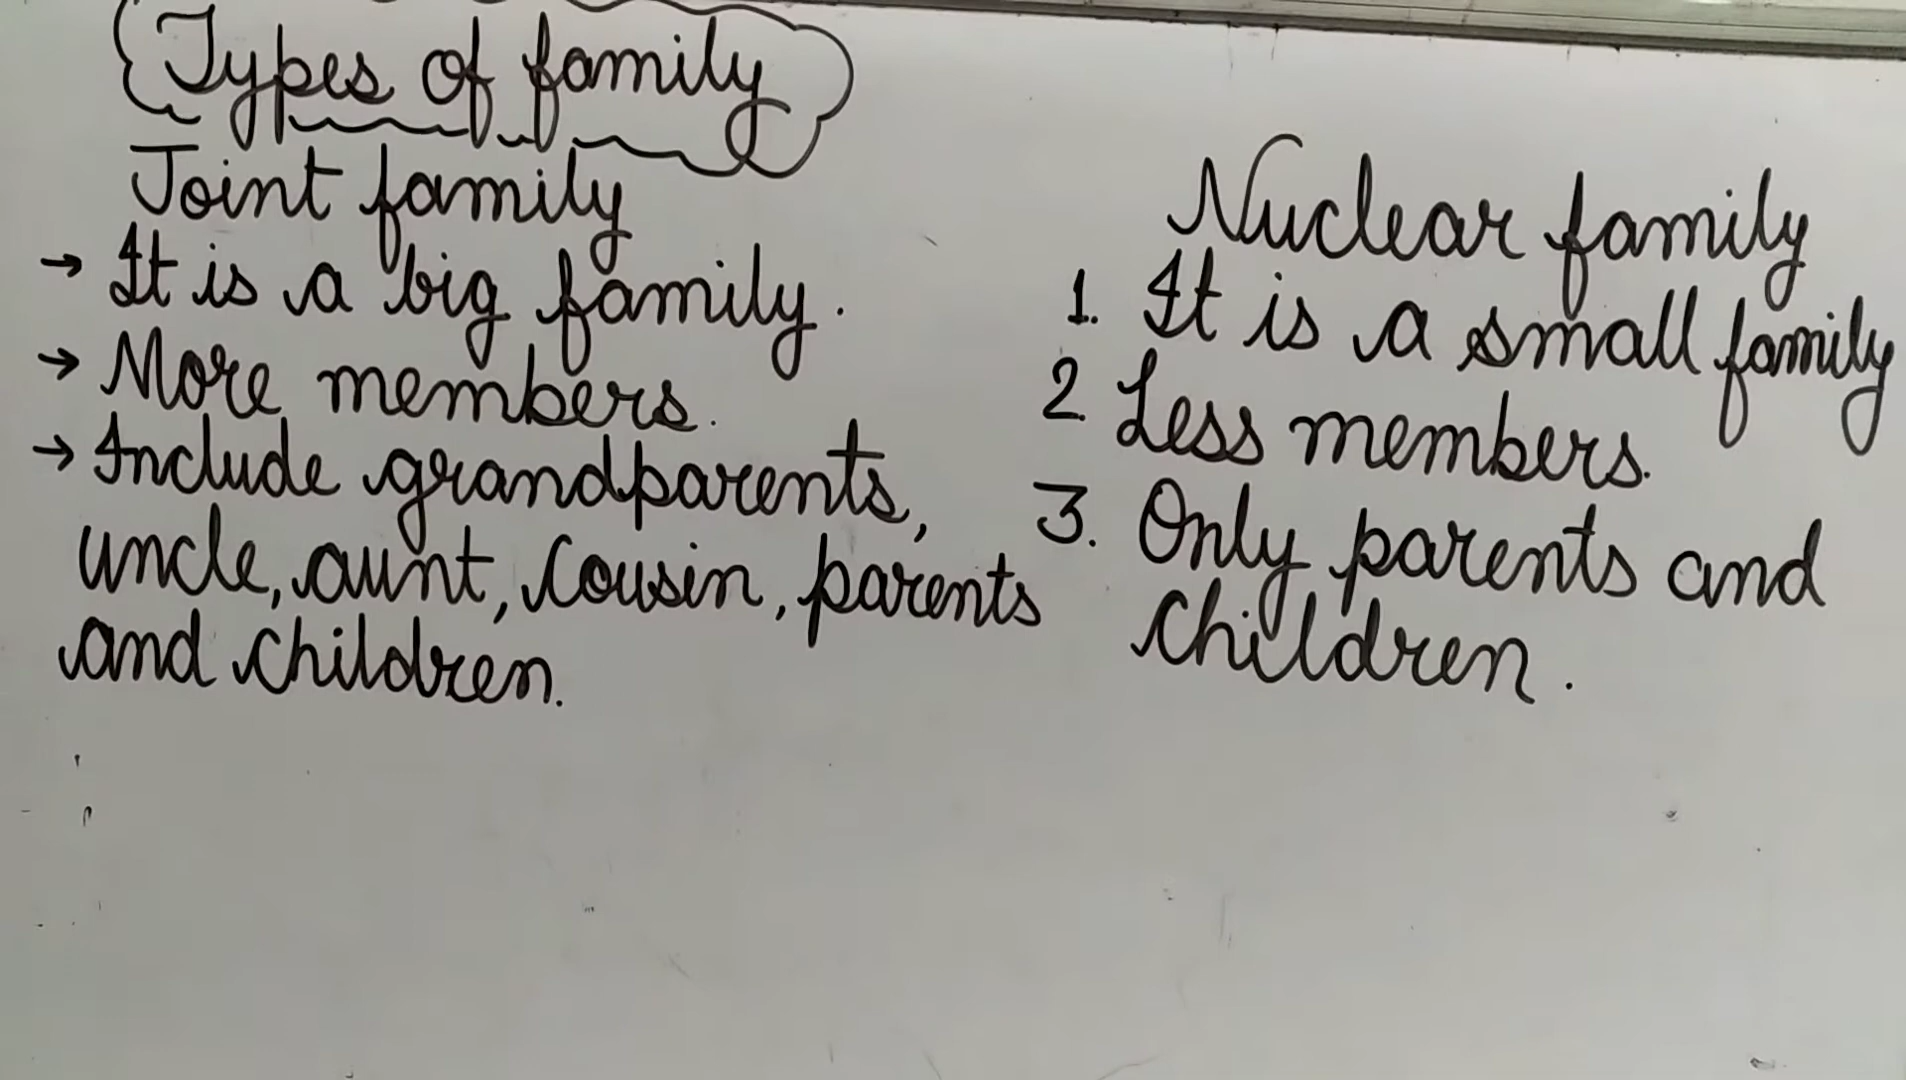 Types of family
Joint family
→ It is a big family.
→ More members.
→ Include grandparents,
uncle, aunt, cousin, parents
and children.
Nuclear family
1. It is a small family
2. Less members.
3. Only parents and
children.